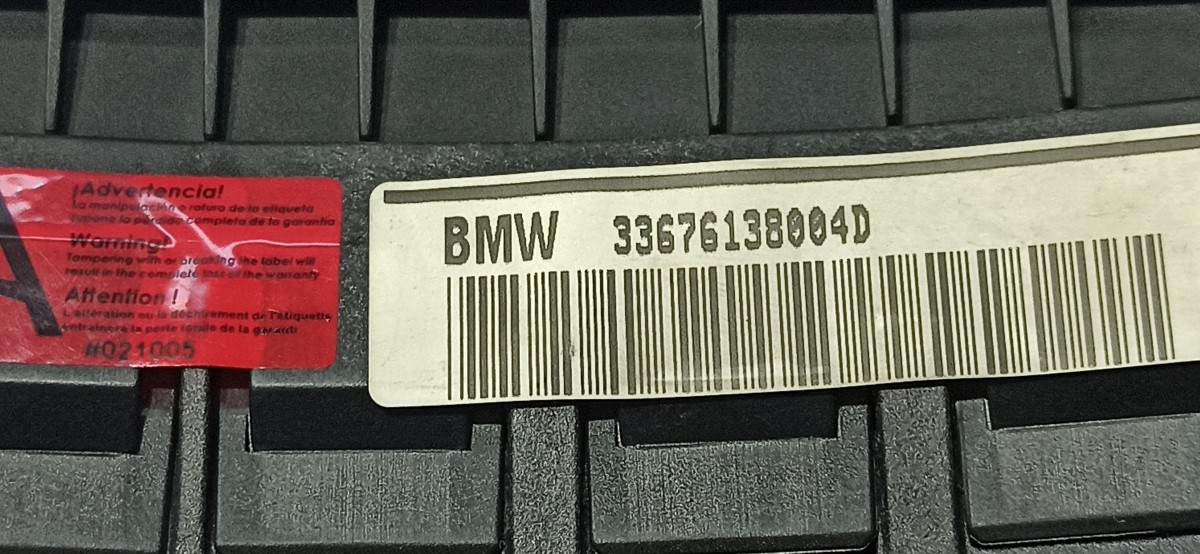 A
¡Advertencia!
La manipulación o rotura de la etiqueta
supone la pérdida completa de la garantía
Warning!
Tampering with or breaking the label will
result in the complete loss of the warranty
Attention !
L'altération ou la déchirement de l'étiquette
entraînera la perte totale de la garanti
#021005
BMW 33676138004D